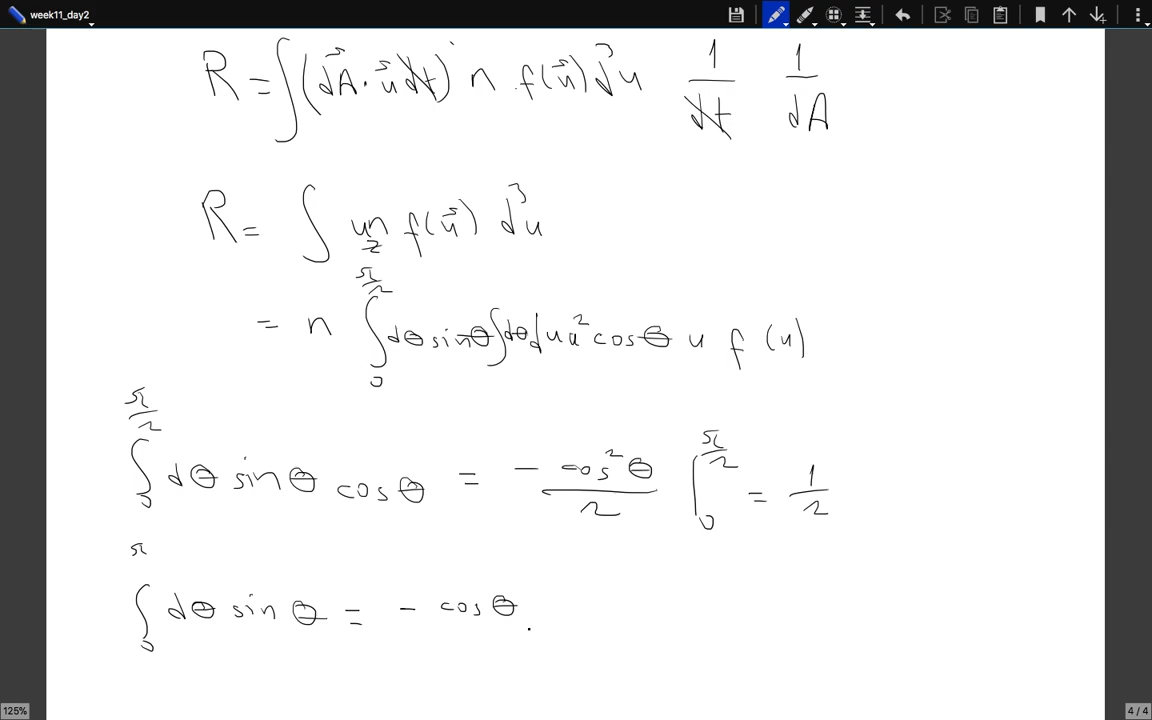 week11_day2
R = ∫ (dA⃗ · u⃗ dt) n f(u⃗) d³u 1/dt 1/dA
R = ∫ u_z n f(u⃗) d³u
= n ∫₀^{π/2} dθ sinθ ∫ dθ ∫ du u² cosθ u f(u)
∫₀^{π/2} dθ sinθ cosθ = - cos²θ/2 |₀^{π/2} = 1/2
∫₀^π dθ sinθ = - cosθ
125%
4 / 4